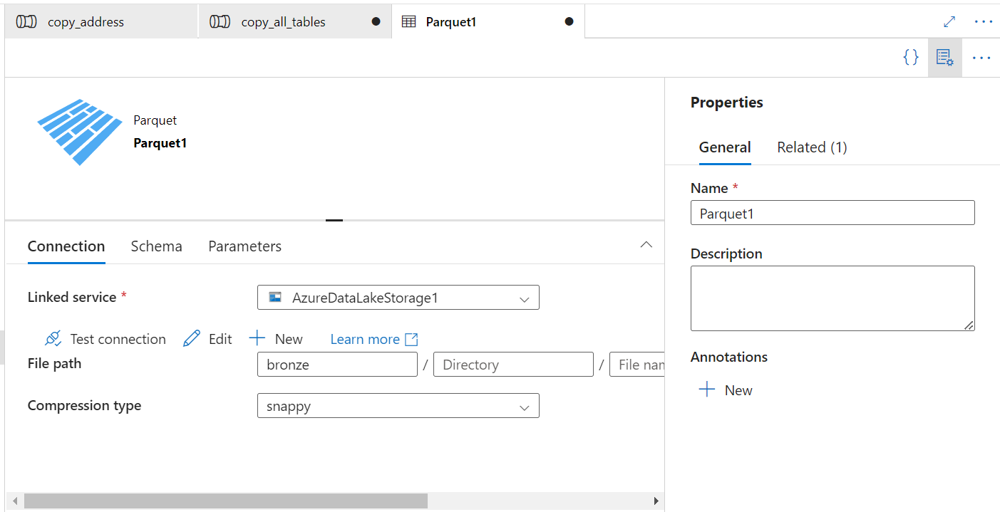 copy_address
copy_all_tables
Parquet1
{}
Parquet
Parquet1
Connection Schema Parameters
Linked service *
AzureDataLakeStorage1
Test connection Edit New Learn more
File path
bronze / Directory / File nan
Compression type
snappy
Properties
General Related (1)
Name *
Parquet1
Description
Annotations
New